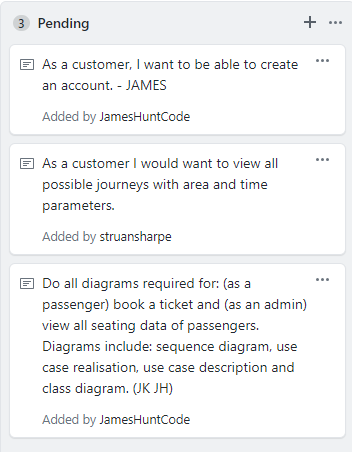 3 Pending
As a customer, I want to be able to create
an account. - JAMES
Added by JamesHuntCode
As a customer I would want to view all
possible journeys with area and time
parameters.
Added by struansharpe
Do all diagrams required for: (as a
passenger) book a ticket and (as an admin)
view all seating data of passengers.
Diagrams include: sequence diagram, use
case realisation, use case description and
class diagram. (JK JH)
Added by JamesHuntCode